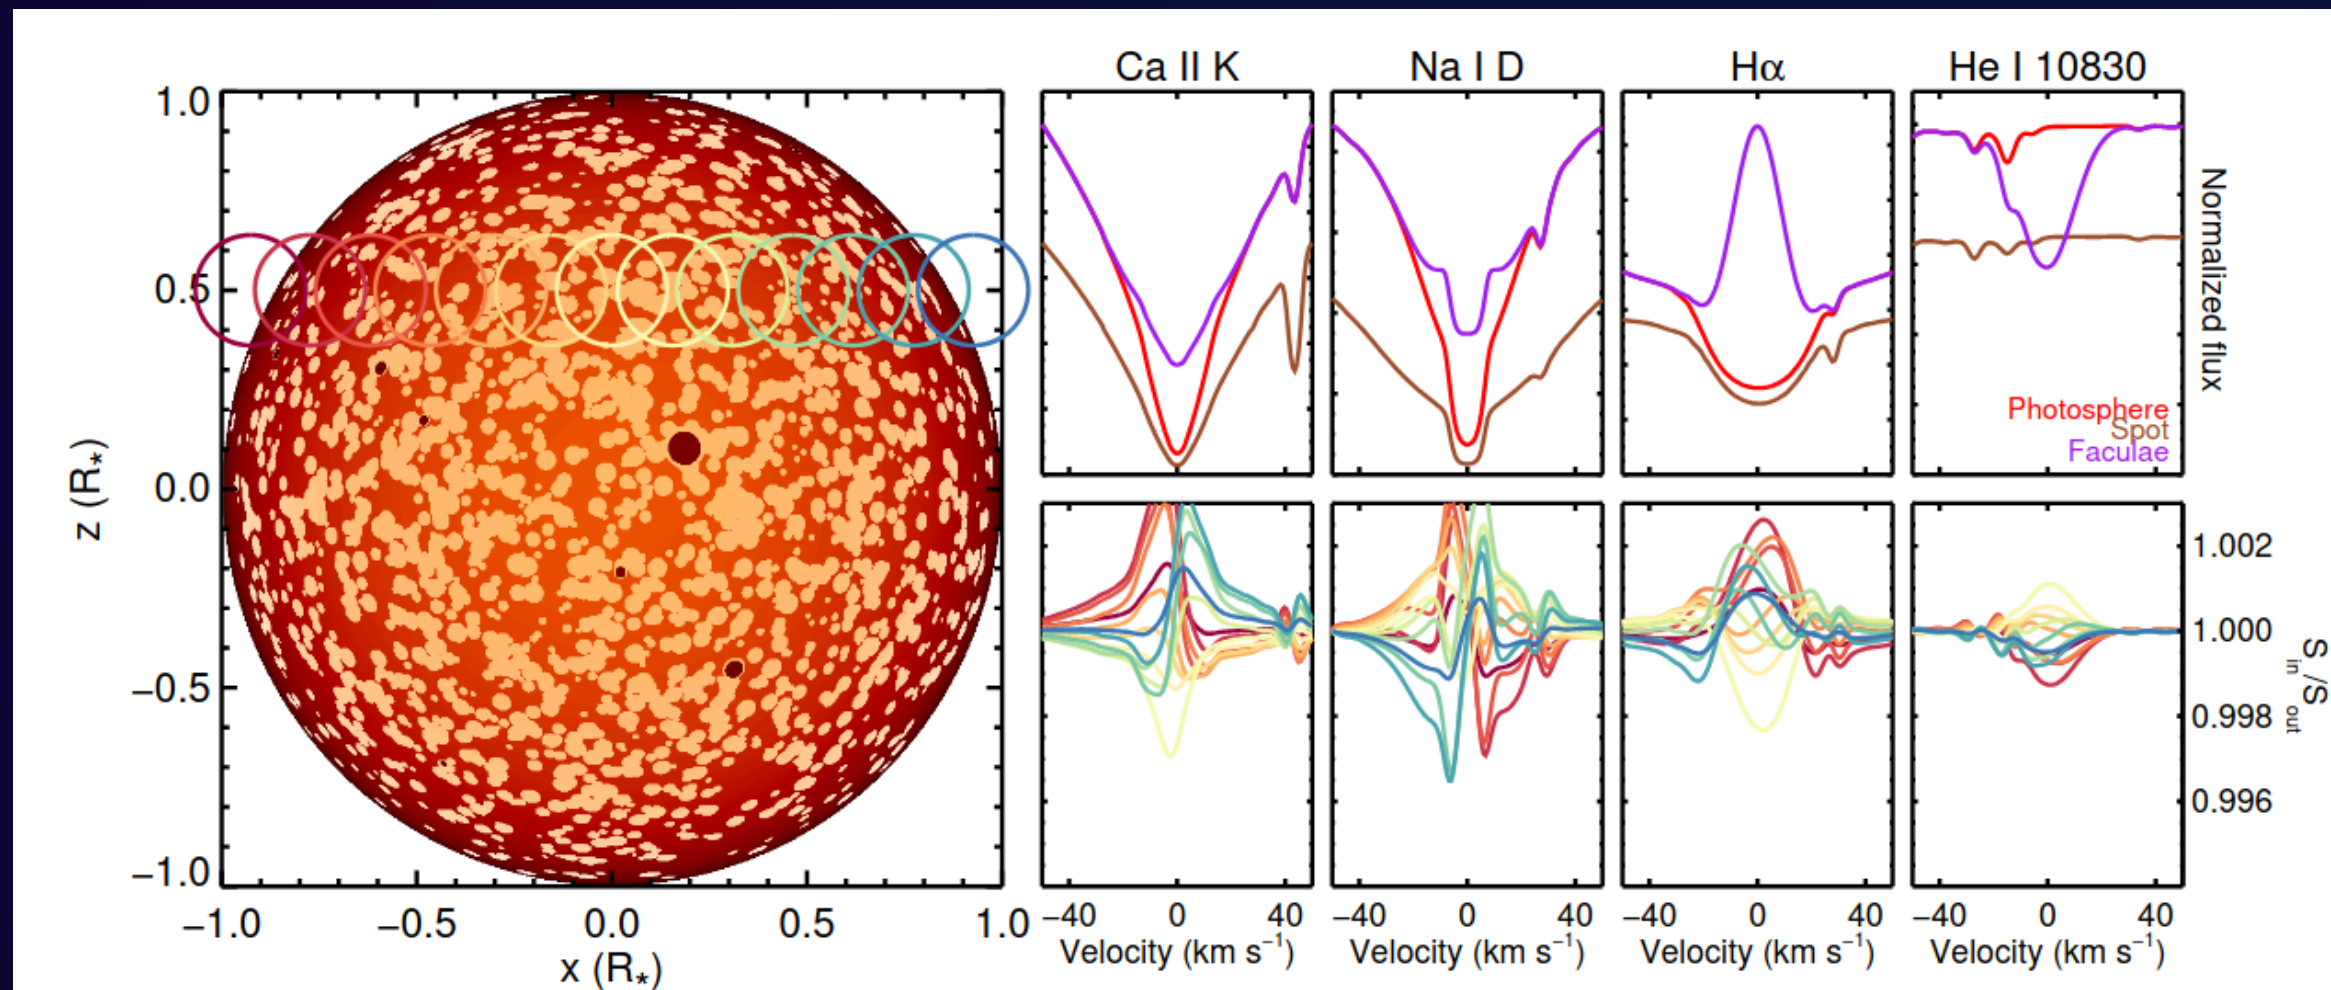 Ca II K
Na I D
Hα
He I 10830
1.0
0.5
0.0
−0.5
−1.0
z (R*)
−1.0
−0.5
0.0
0.5
1.0
x (R*)
Normalized flux
Photosphere
Spot
Faculae
1.002
1.000
0.998
0.996
S in /S out
−40
0
40
−40
0
40
−40
0
40
−40
0
40
Velocity (km s⁻¹)
Velocity (km s⁻¹)
Velocity (km s⁻¹)
Velocity (km s⁻¹)